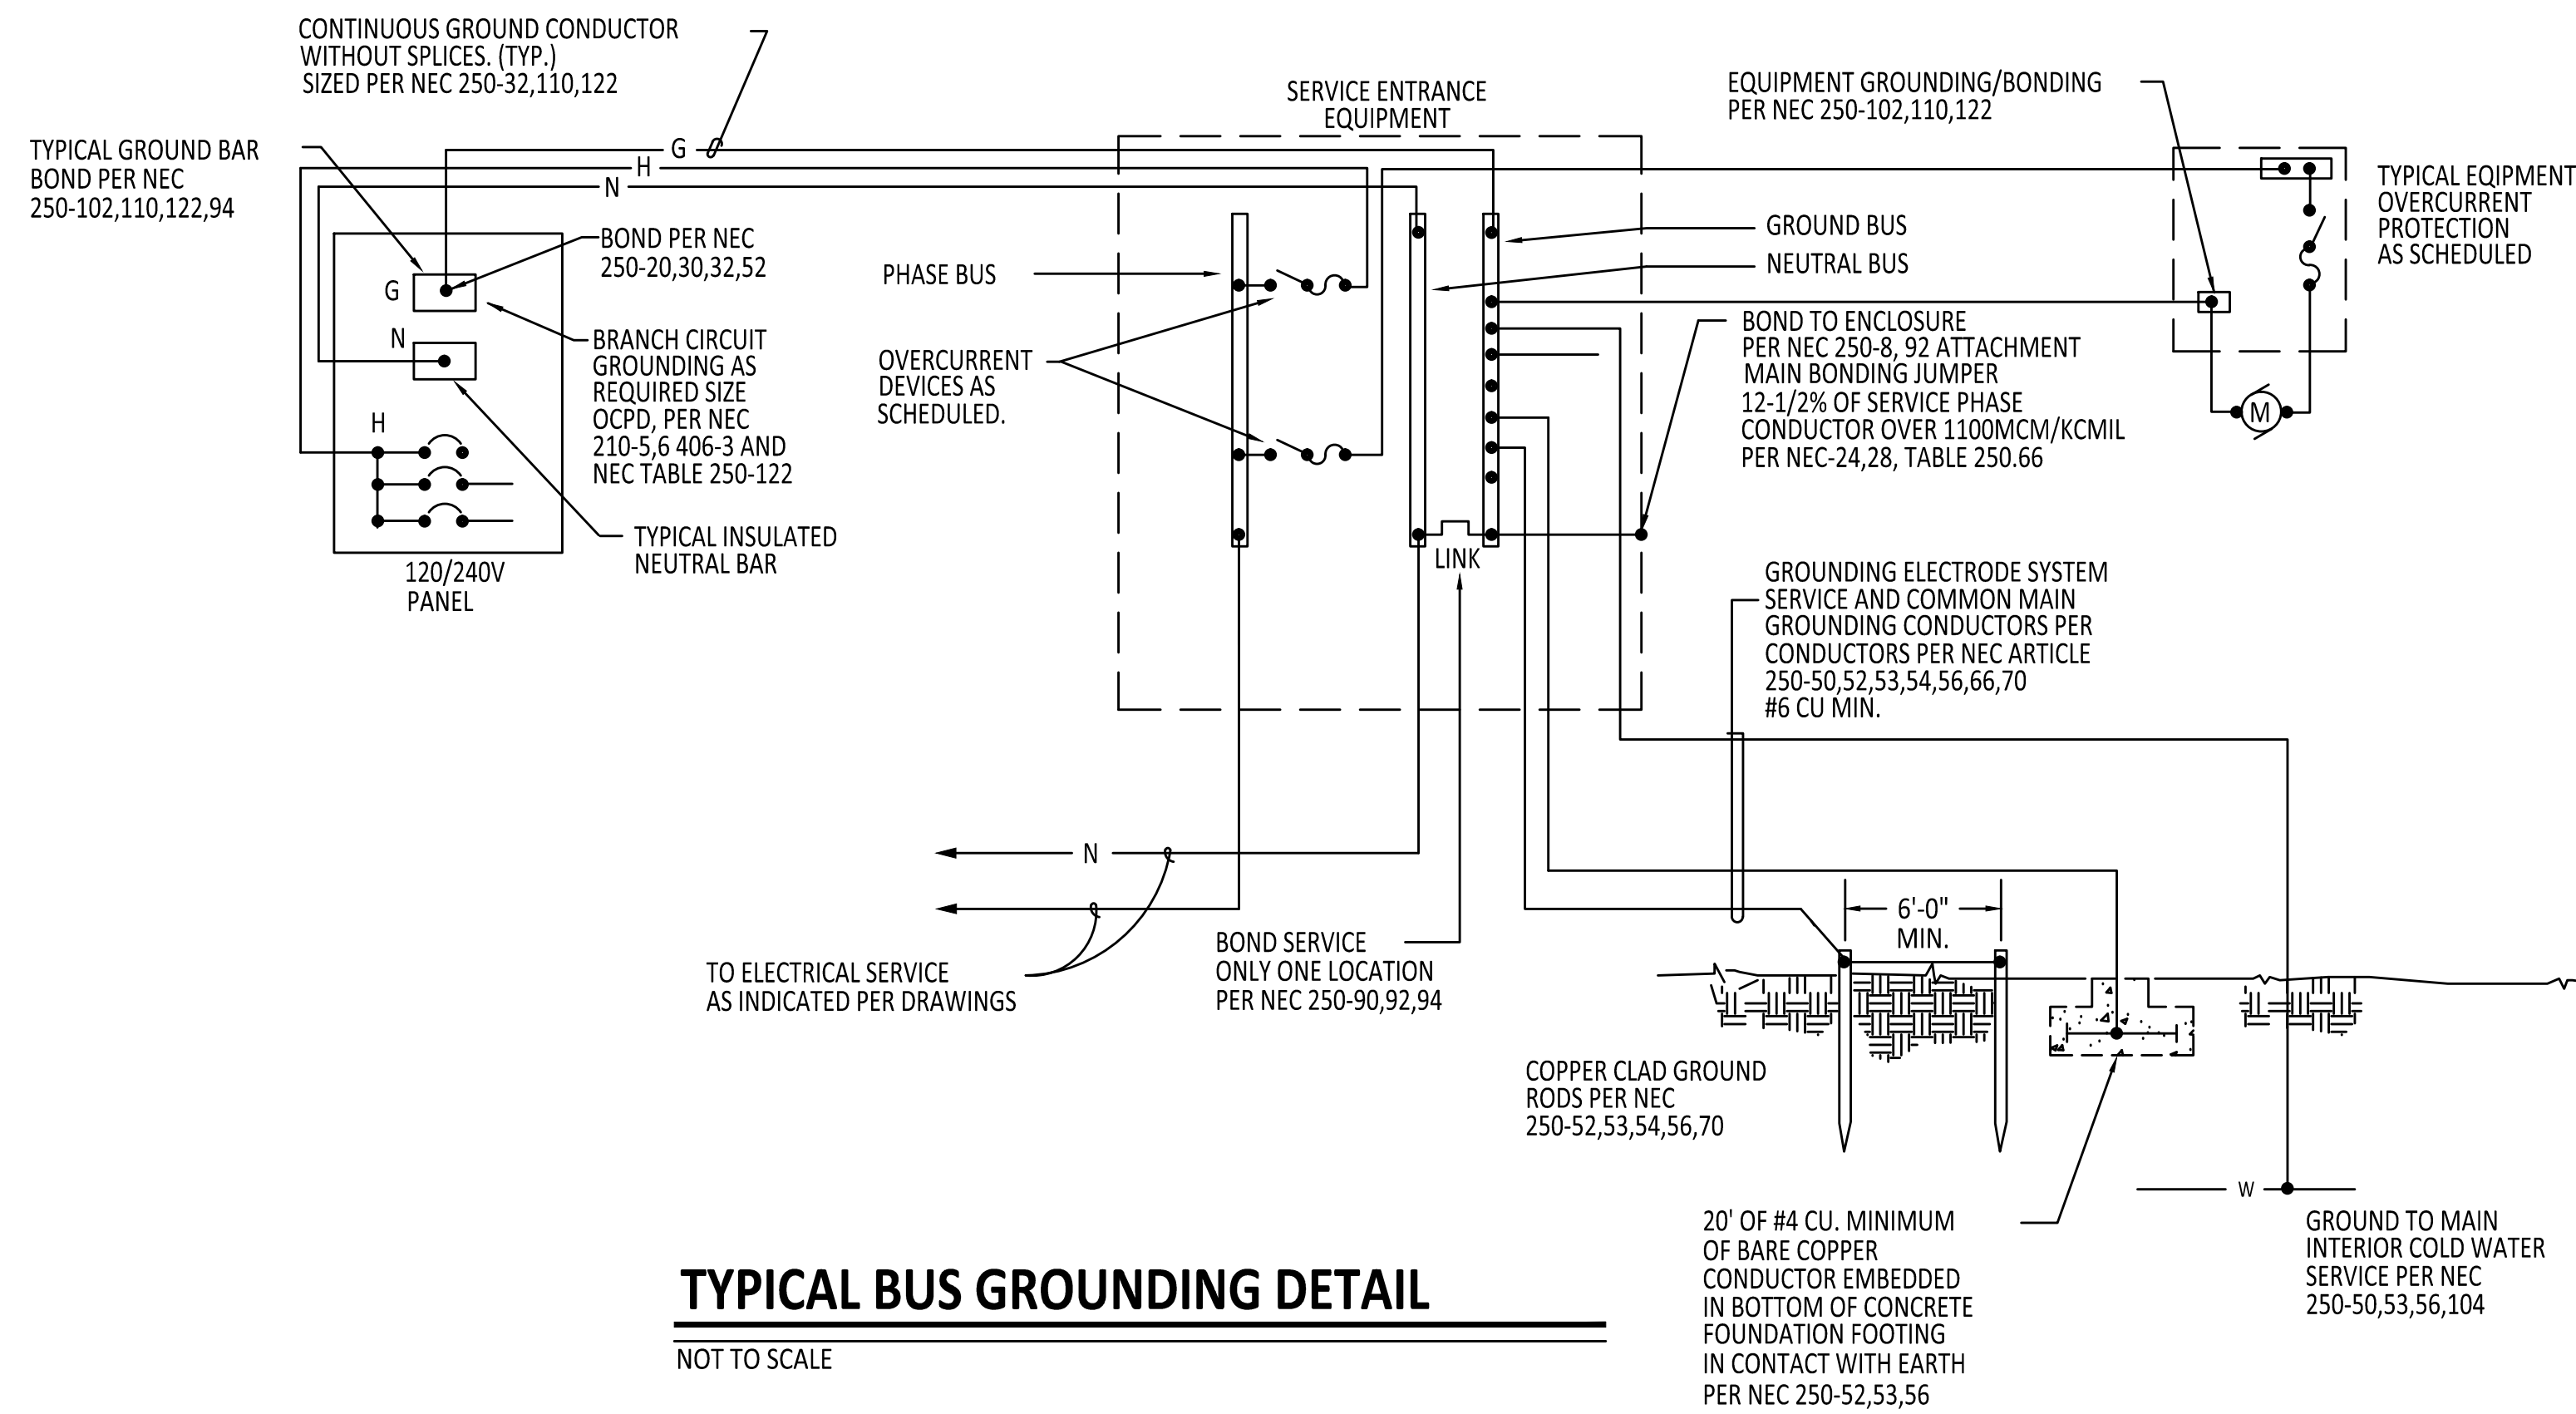 CONTINUOUS GROUND CONDUCTOR
WITHOUT SPLICES. (TYP.)
SIZED PER NEC 250-32,110,122
TYPICAL GROUND BAR
BOND PER NEC
250-102,110,122,94
G
H
N
BOND PER NEC
250-20,30,32,52
G
N
H
BRANCH CIRCUIT
GROUNDING AS
REQUIRED SIZE
OCPD, PER NEC
210-5,6 406-3 AND
NEC TABLE 250-122
TYPICAL INSULATED
NEUTRAL BAR
120/240V
PANEL
SERVICE ENTRANCE
EQUIPMENT
PHASE BUS
OVERCURRENT
DEVICES AS
SCHEDULED.
GROUND BUS
NEUTRAL BUS
LINK
EQUIPMENT GROUNDING/BONDING
PER NEC 250-102,110,122
TYPICAL EQIPMENT
OVERCURRENT
PROTECTION
AS SCHEDULED
M
BOND TO ENCLOSURE
PER NEC 250-8, 92 ATTACHMENT
MAIN BONDING JUMPER
12-1/2% OF SERVICE PHASE
CONDUCTOR OVER 1100MCM/KCMIL
PER NEC-24,28, TABLE 250.66
GROUNDING ELECTRODE SYSTEM
SERVICE AND COMMON MAIN
GROUNDING CONDUCTORS PER
CONDUCTORS PER NEC ARTICLE
250-50,52,53,54,56,66,70
#6 CU MIN.
N
TO ELECTRICAL SERVICE
AS INDICATED PER DRAWINGS
BOND SERVICE
ONLY ONE LOCATION
PER NEC 250-90,92,94
6'-0"
MIN.
COPPER CLAD GROUND
RODS PER NEC
250-52,53,54,56,70
W
20' OF #4 CU. MINIMUM
OF BARE COPPER
CONDUCTOR EMBEDDED
IN BOTTOM OF CONCRETE
FOUNDATION FOOTING
IN CONTACT WITH EARTH
PER NEC 250-52,53,56
GROUND TO MAIN
INTERIOR COLD WATER
SERVICE PER NEC
250-50,53,56,104
TYPICAL BUS GROUNDING DETAIL
NOT TO SCALE